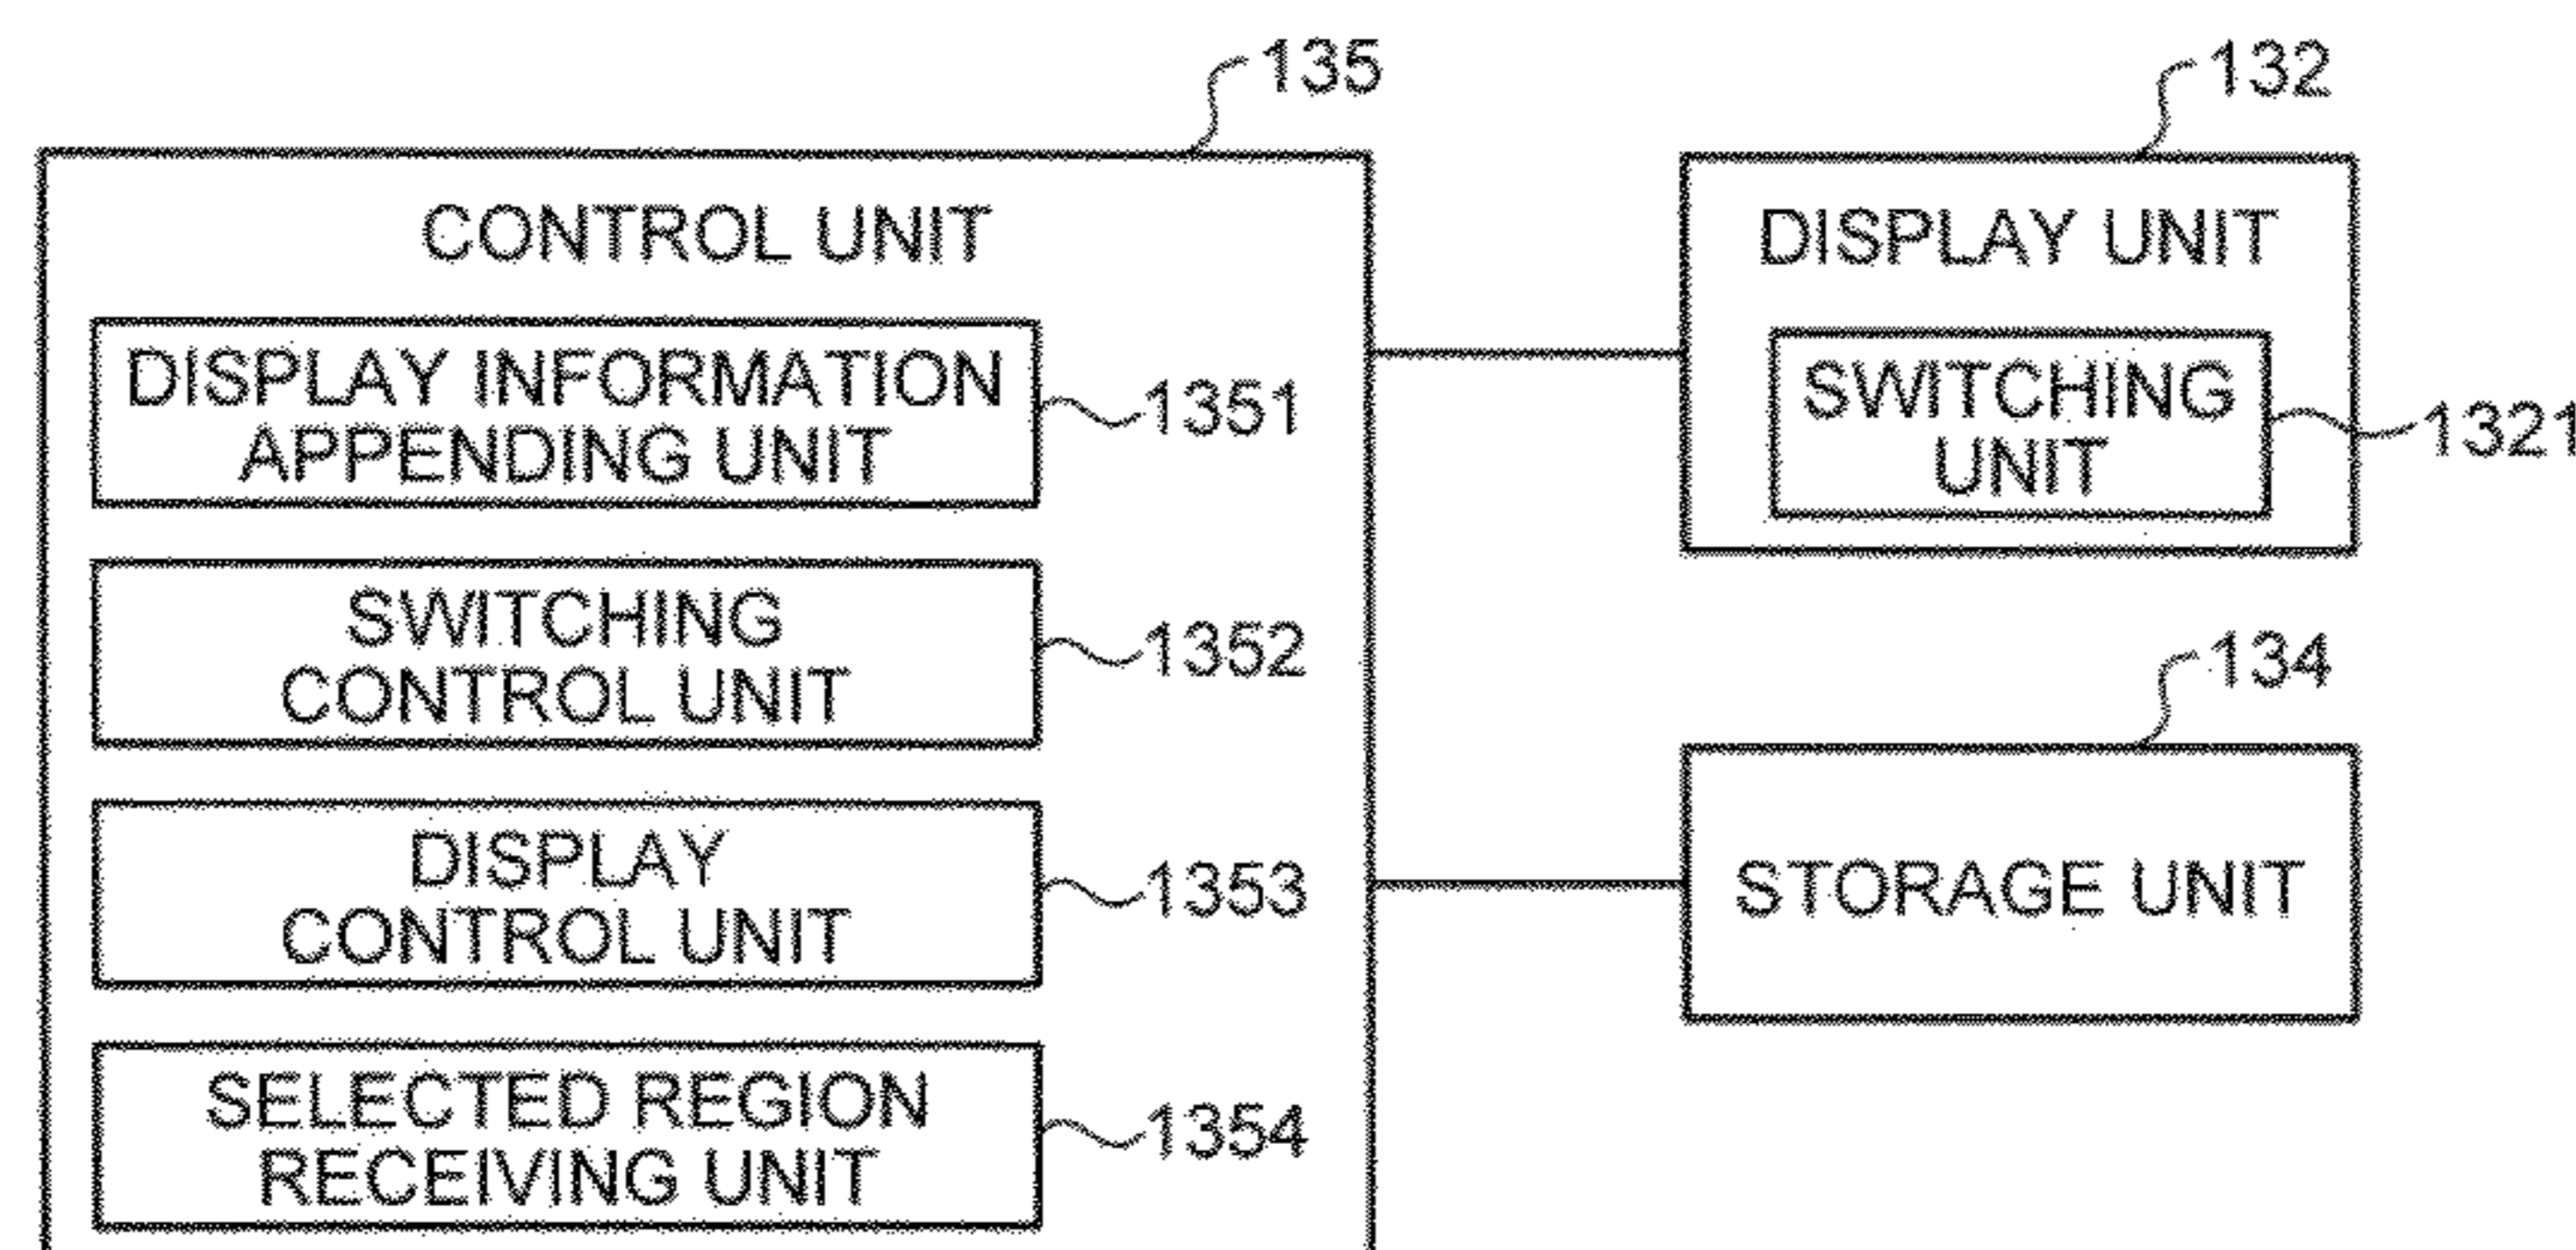 135
CONTROL UNIT
DISPLAY INFORMATION
APPENDING UNIT
1351
SWITCHING
CONTROL UNIT
1352
DISPLAY
CONTROL UNIT
1353
SELECTED REGION
RECEIVING UNIT
1354
132
DISPLAY UNIT
SWITCHING
UNIT
1321
134
STORAGE UNIT